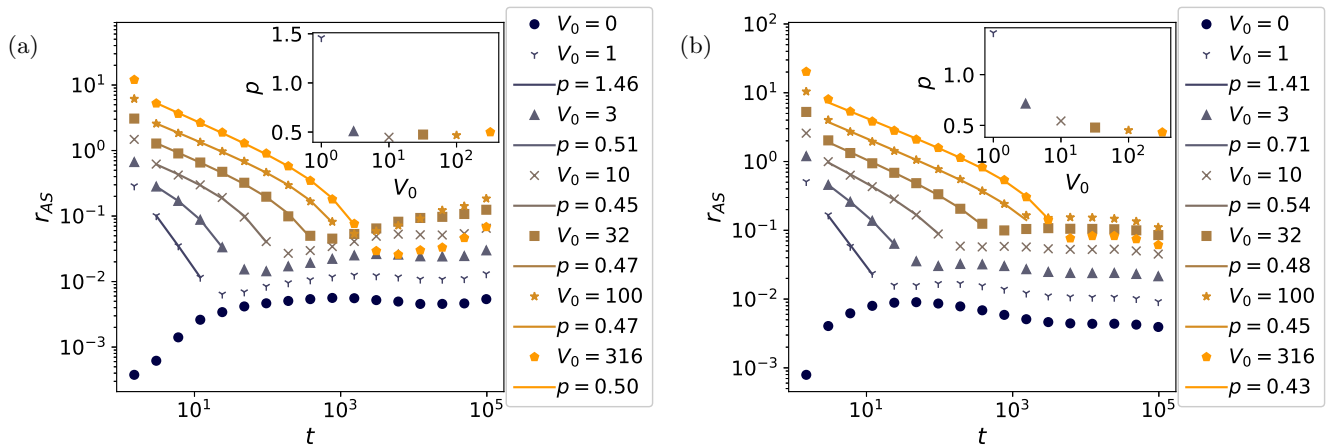 (a)
10^1
10^0
10^{-1}
10^{-2}
10^{-3}
r_{AS}
10^1
10^3
10^5
t
1.5
1.0
0.5
p
10^0
10^1
10^2
V_0
V_0 = 0
V_0 = 1
p = 1.46
V_0 = 3
p = 0.51
V_0 = 10
p = 0.45
V_0 = 32
p = 0.47
V_0 = 100
p = 0.47
V_0 = 316
p = 0.50
(b)
10^2
10^1
10^0
10^{-1}
10^{-2}
10^{-3}
r_{AS}
10^1
10^3
10^5
t
1.0
0.5
p
10^0
10^1
10^2
V_0
V_0 = 0
V_0 = 1
p = 1.41
V_0 = 3
p = 0.71
V_0 = 10
p = 0.54
V_0 = 32
p = 0.48
V_0 = 100
p = 0.45
V_0 = 316
p = 0.43